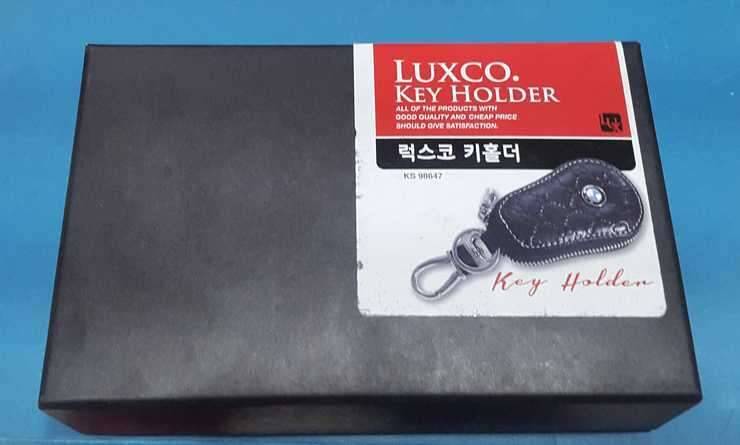 LUXCO.
KEY HOLDER
ALL OF THE PRODUCTS WITH
GOOD QUALITY AND CHEAP PRICE
SHOULD GIVE SATISFACTION.
럭스코 키홀더
KS 98647
Key Holder